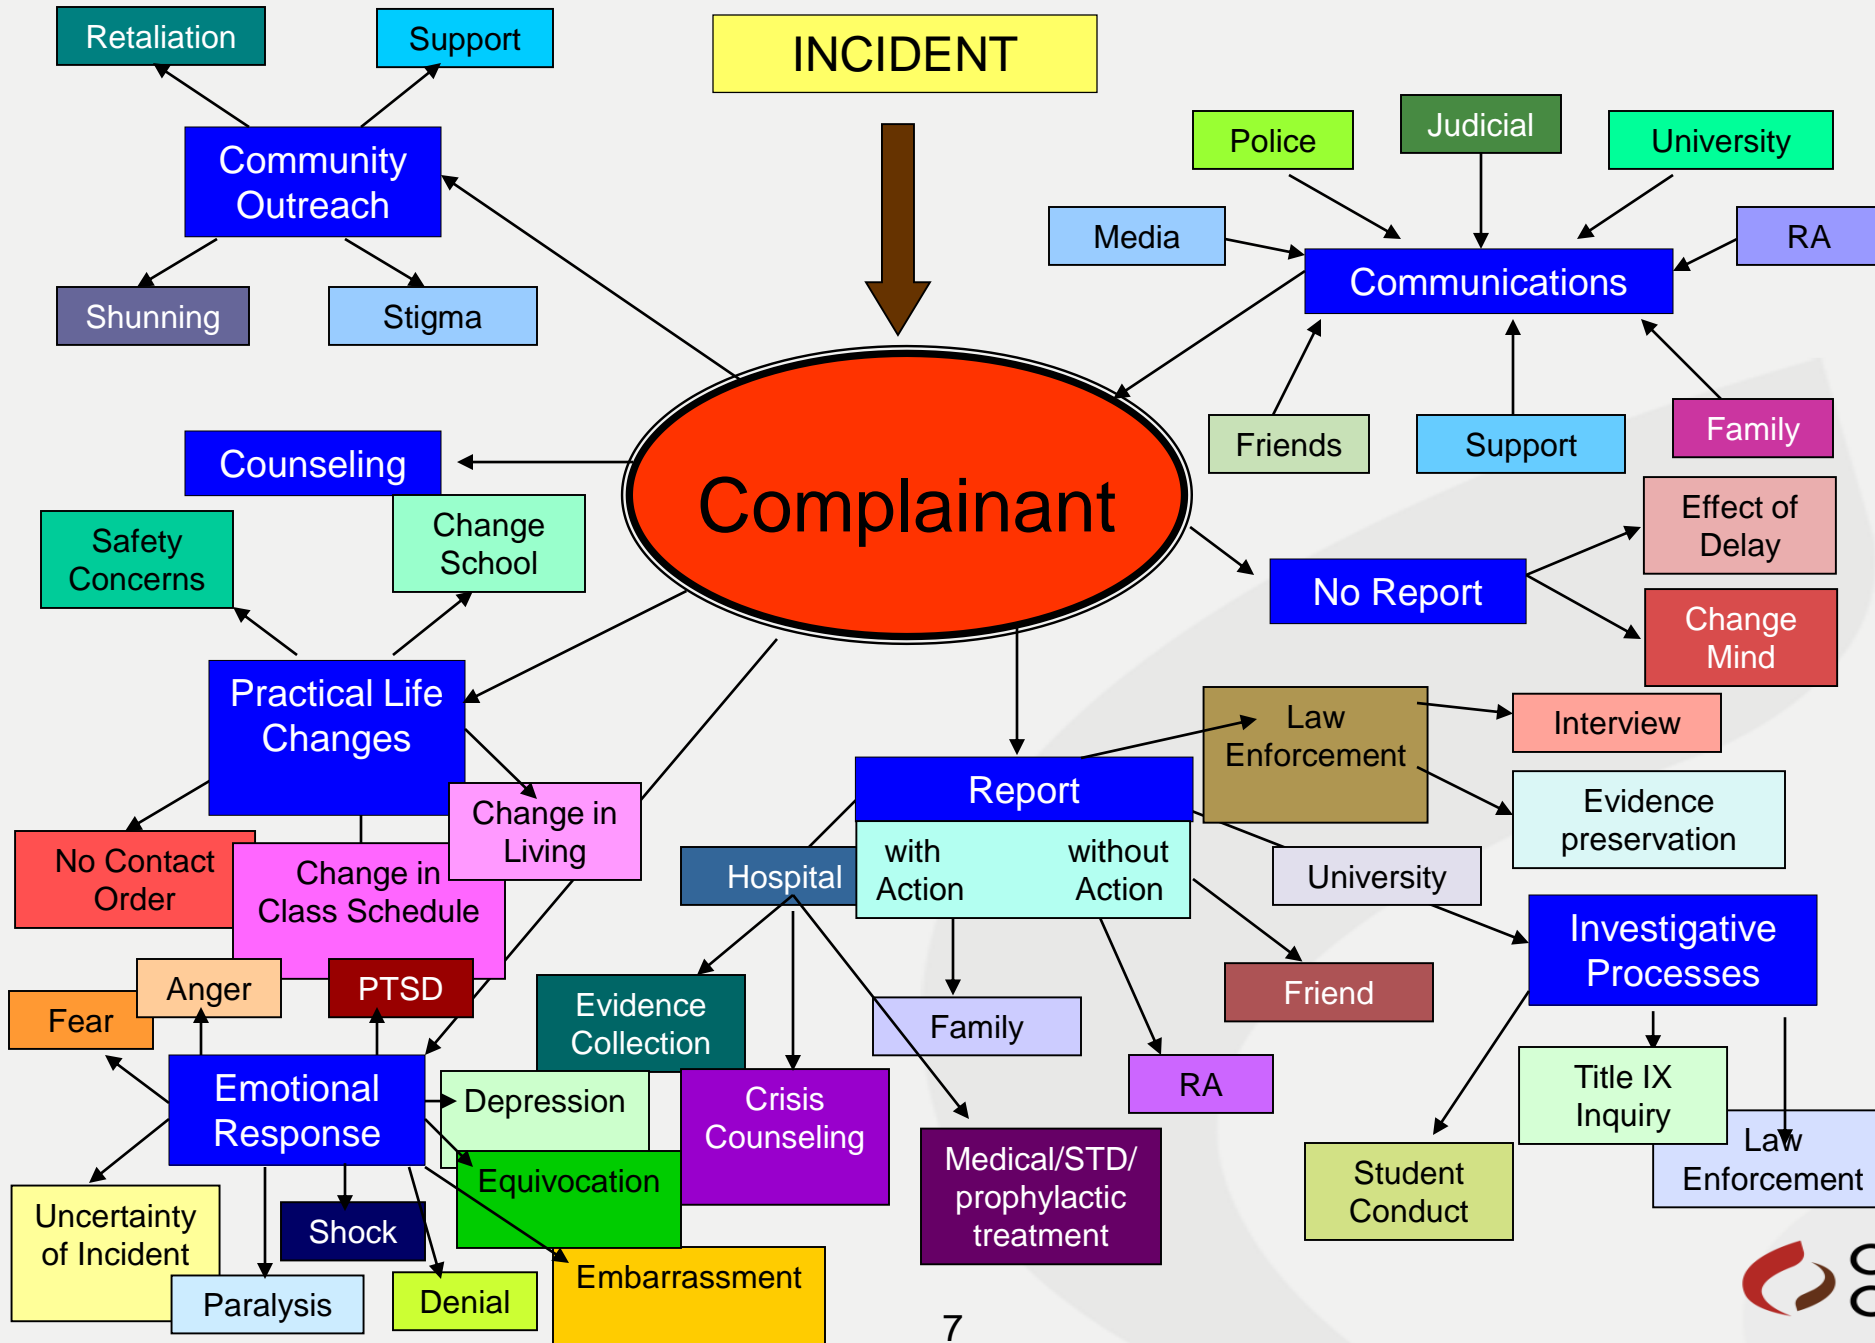 INCIDENT
Retaliation
Support
Community
Outreach
Shunning
Stigma
Police
Judicial
University
Media
RA
Communications
Friends
Support
Family
Complainant
Counseling
Safety
Concerns
Change
School
Practical Life
Changes
No Contact
Order
Change in
Class Schedule
Change in
Living
No Report
Effect of
Delay
Change
Mind
Report
with
Action
without
Action
Law
Enforcement
Interview
Evidence
preservation
Hospital
University
Evidence
Collection
Crisis
Counseling
Medical/STD/
prophylactic
treatment
Family
RA
Friend
Investigative
Processes
Title IX
Inquiry
Student
Conduct
Law
Enforcement
Anger
PTSD
Fear
Emotional
Response
Depression
Equivocation
Embarrassment
Uncertainty
of Incident
Paralysis
Shock
Denial
7